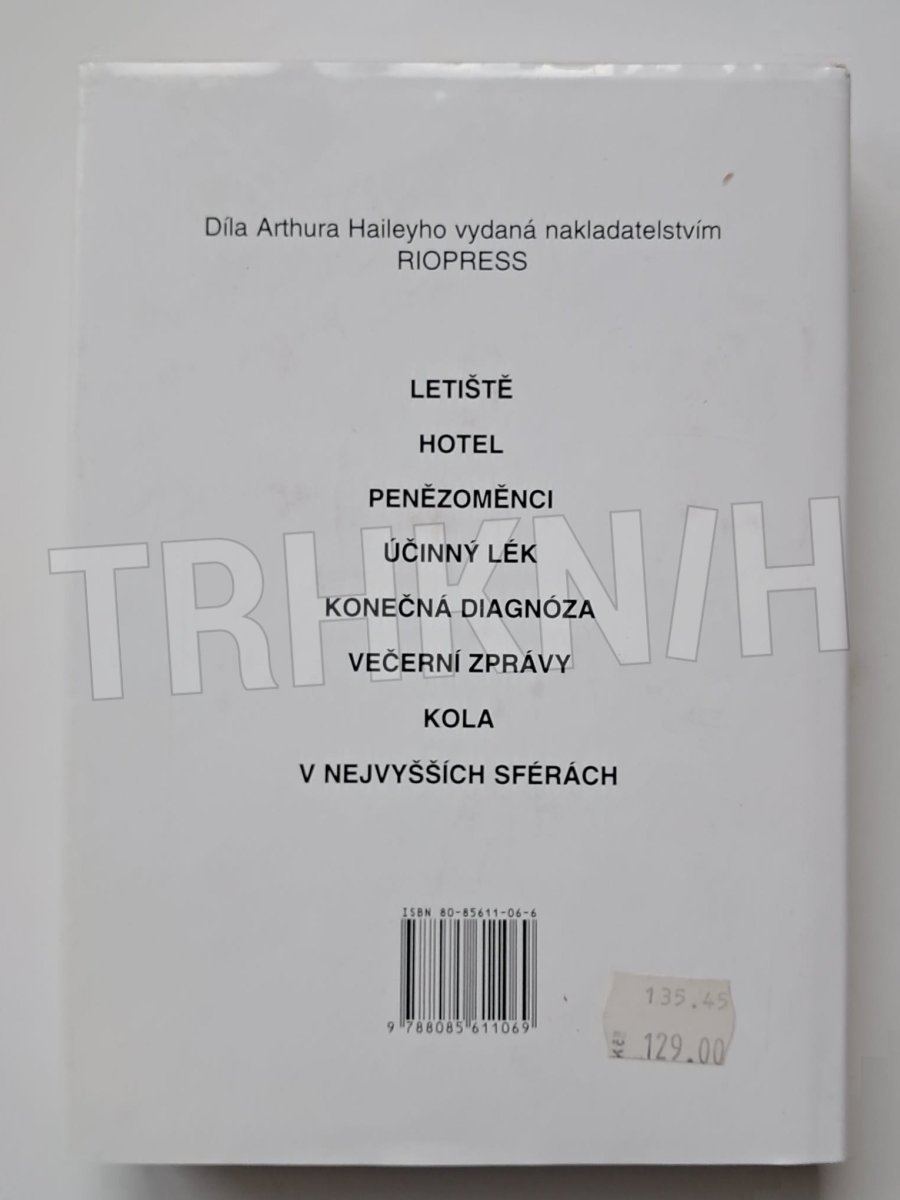 Díla Arthura Haileyho vydaná nakladatelstvím
RIOPRESS
LETIŠTĚ
HOTEL
PENĚZOMĚNCI
ÚČINNÝ LÉK
KONEČNÁ DIAGNÓZA
VEČERNÍ ZPRÁVY
KOLA
V NEJVYŠŠÍCH SFÉRÁCH
TRHKNIH
ISBN 80-85611-06-6
9 788085 611069
135.45
Kčs 129.00